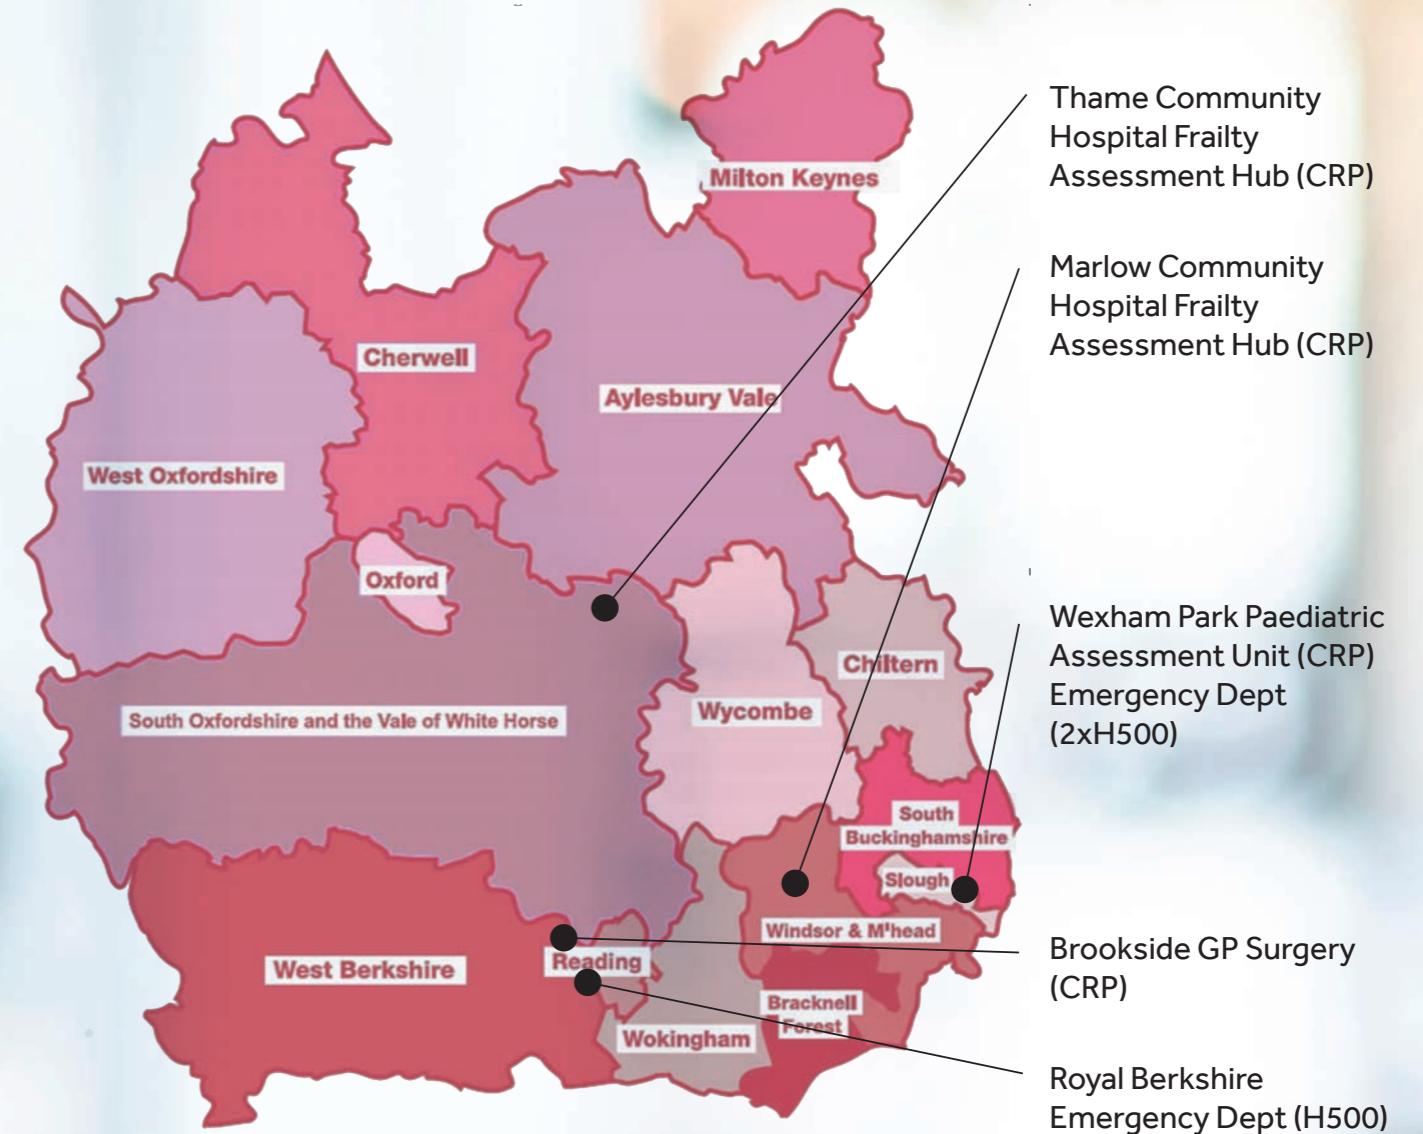 Thame Community
Hospital Frailty
Assessment Hub (CRP)
Milton Keynes
Marlow Community
Hospital Frailty
Assessment Hub (CRP)
Cherwell
Aylesbury Vale
West Oxfordshire
Oxford
Wexham Park Paediatric
Assessment Unit (CRP)
Emergency Dept
(2xH500)
Chiltern
Wycombe
South Oxfordshire and the Vale of White Horse
South
Buckinghamshire
Slough
Windsor & M'head
Brookside GP Surgery
(CRP)
Reading
West Berkshire
Bracknell
Forest
Wokingham
Royal Berkshire
Emergency Dept (H500)